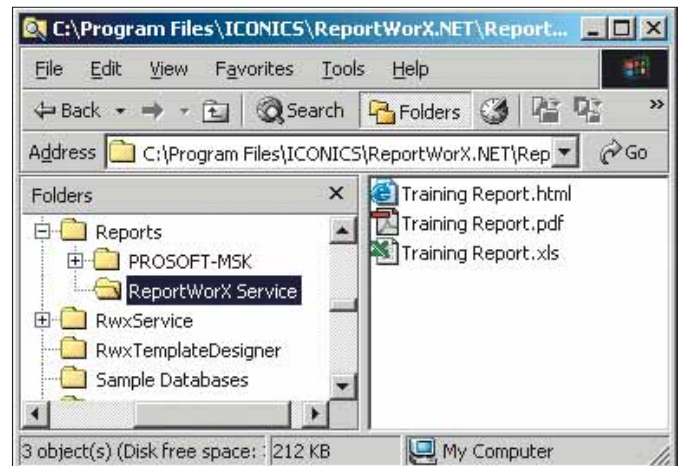 C:\Program Files\ICONICS\ReportWorX.NET\Report...
File Edit View Favorites Tools Help
Back Search Folders »
Address C:\Program Files\ICONICS\ReportWorX.NET\Rep Go
Folders
Reports
PROSOFT-MSK
ReportWorX Service
RwxService
RwxTemplateDesigner
Sample Databases
Training Report.html
Training Report.pdf
Training Report.xls
3 object(s) (Disk free space: 212 KB My Computer